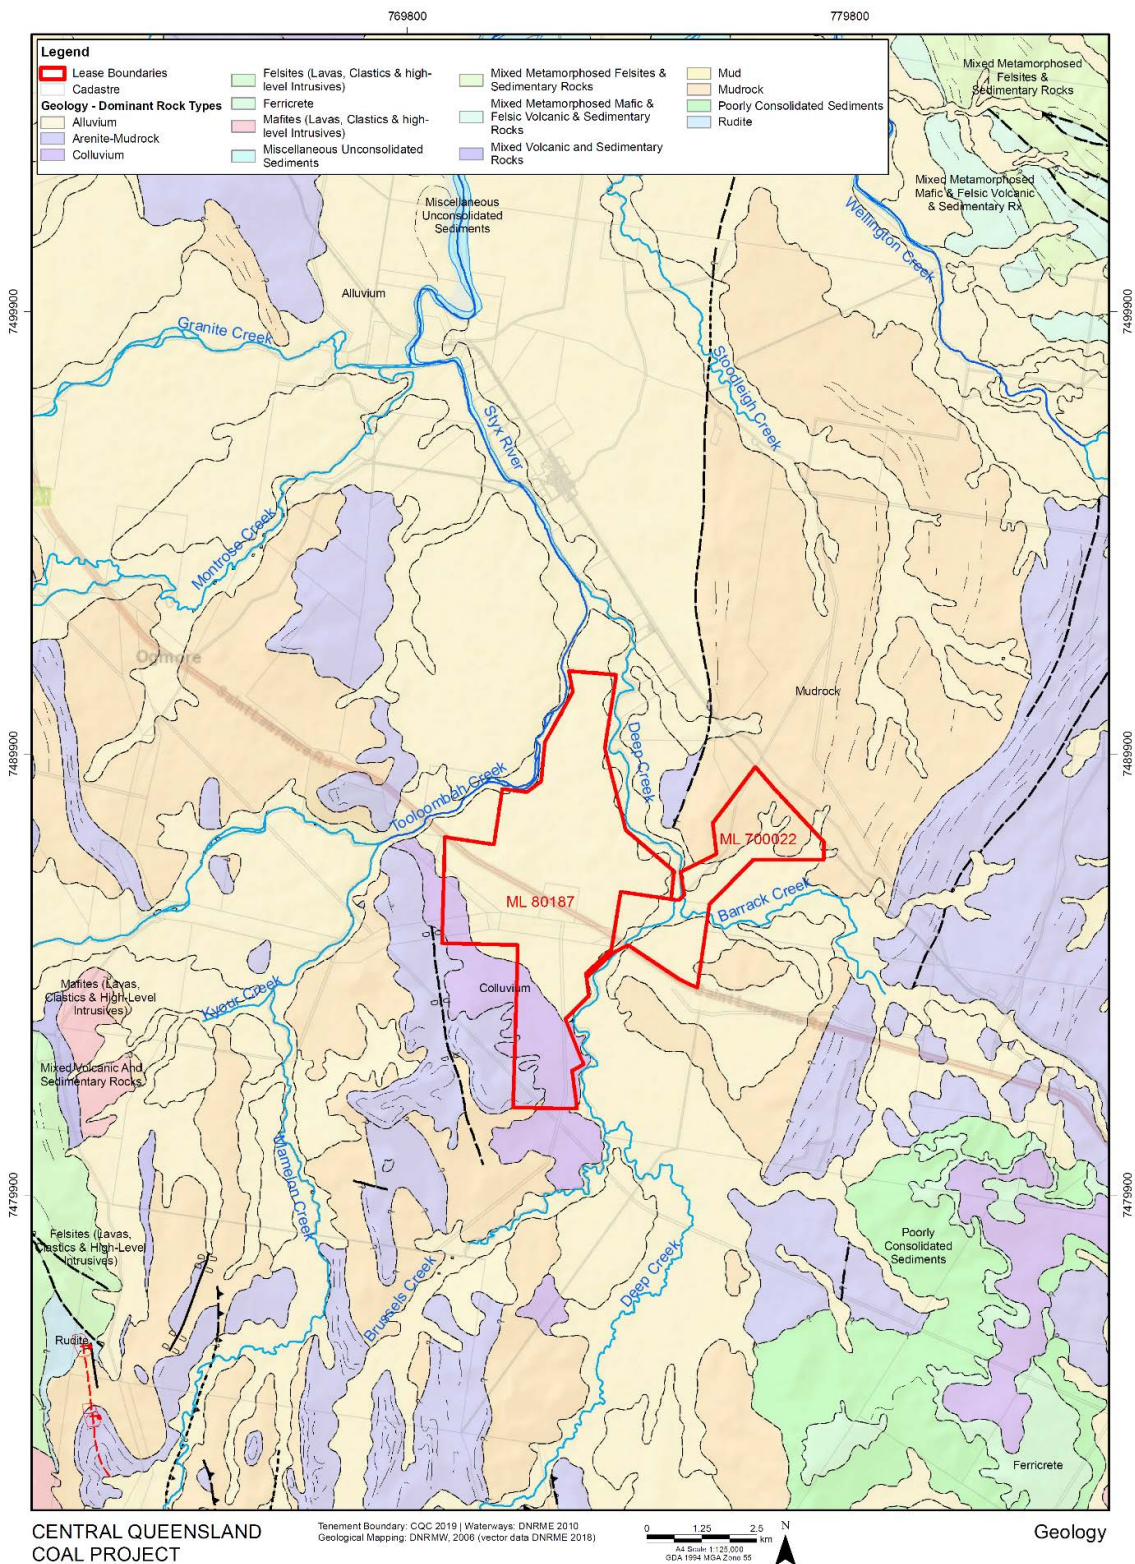 769800
779800
Legend
Lease Boundaries
Cadastre
Geology - Dominant Rock Types
Alluvium
Arenite-Mudrock
Colluvium
Felsites (Lavas, Clastics & high-
level Intrusives)
Ferricrete
Mafites (Lavas, Clastics & high-
level Intrusives)
Miscellaneous Unconsolidated
Sediments
Mixed Metamorphosed Felsites &
Sedimentary Rocks
Mixed Metamorphosed Mafic &
Felsic Volcanic & Sedimentary
Rocks
Mixed Volcanic and Sedimentary
Rocks
Mud
Mudrock
Poorly Consolidated Sediments
Rudite
Mixed Metamorphosed
Felsites &
Sedimentary Rocks
Mixed Metamorphosed
Mafic & Felsic Volcanic
& Sedimentary Rx
Miscellaneous
Unconsolidated
Sediments
Wellington Creek
Alluvium
7499900
7499900
Granite Creek
Stoodleigh Creek
Styx River
Montrose Creek
Ogmore
Saint Lawrence Rd
Mudrock
7489900
7489900
Deep Creek
Tooloombah Creek
ML 700022
ML 80187
Barrack Creek
Mafites (Lavas,
Clastics & High-Level
Intrusives)
Colluvium
Kyour Creek
Saint Lawrence
Mixed Volcanic And
Sedimentary Rocks
Mamelon Creek
7479900
7479900
Felsites (Lavas,
Clastics & High-Level
Intrusives)
Poorly
Consolidated
Sediments
Deep Creek
Brussels Creek
Rudite
Ferricrete
CENTRAL QUEENSLAND
COAL PROJECT
Tenement Boundary: CQC 2019 | Waterways: DNRME 2010
Geological Mapping: DNRMW, 2006 (vector data DNRME 2018)
0 1.25 2.5
km
A4 Scale 1:125,000
GDA 1994 MGA Zone 55
N
Geology